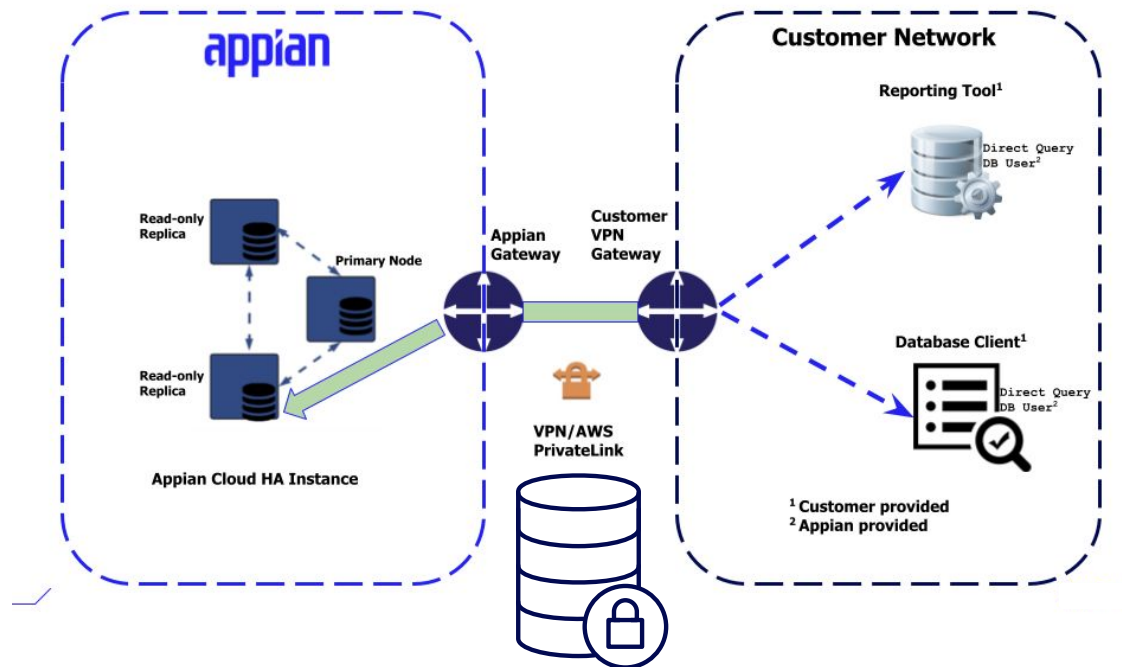 appian
Customer Network
Reporting Tool¹
Direct Query
DB User²
Read-only
Replica
Primary Node
Appian
Gateway
Customer
VPN
Gateway
Read-only
Replica
Database Client¹
Direct Query
DB User²
VPN/AWS
PrivateLink
Appian Cloud HA Instance
¹ Customer provided
² Appian provided